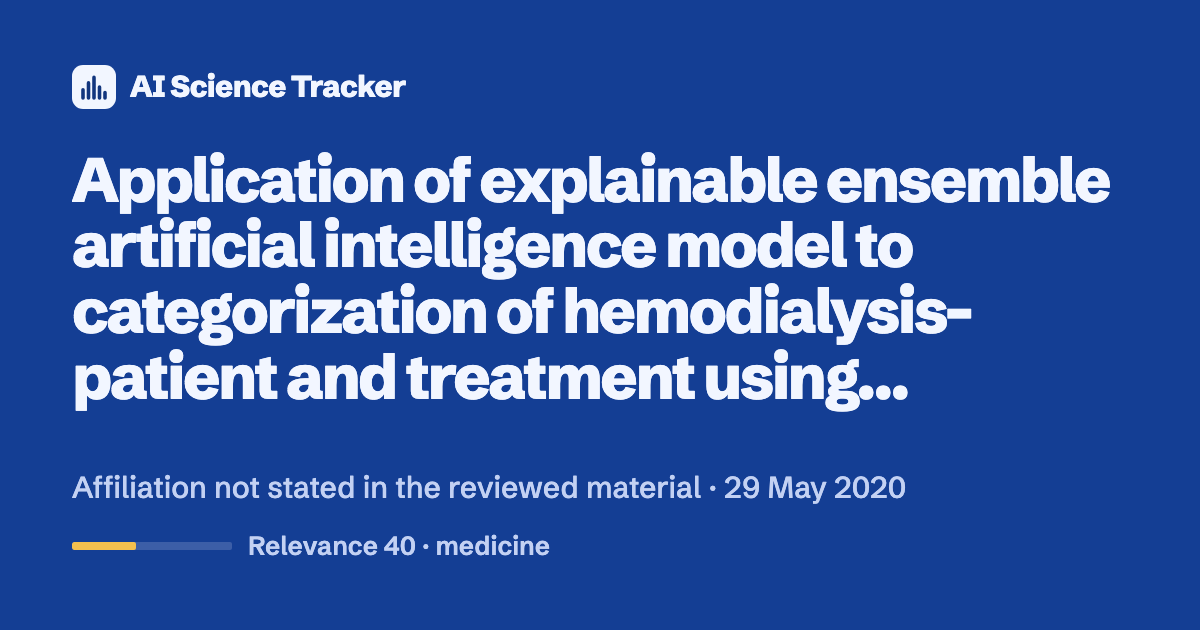 AI Science Tracker
Application of explainable ensemble
artificial intelligence model to
categorization of hemodialysis-
patient and treatment using...
Affiliation not stated in the reviewed material · 29 May 2020
Relevance 40 · medicine